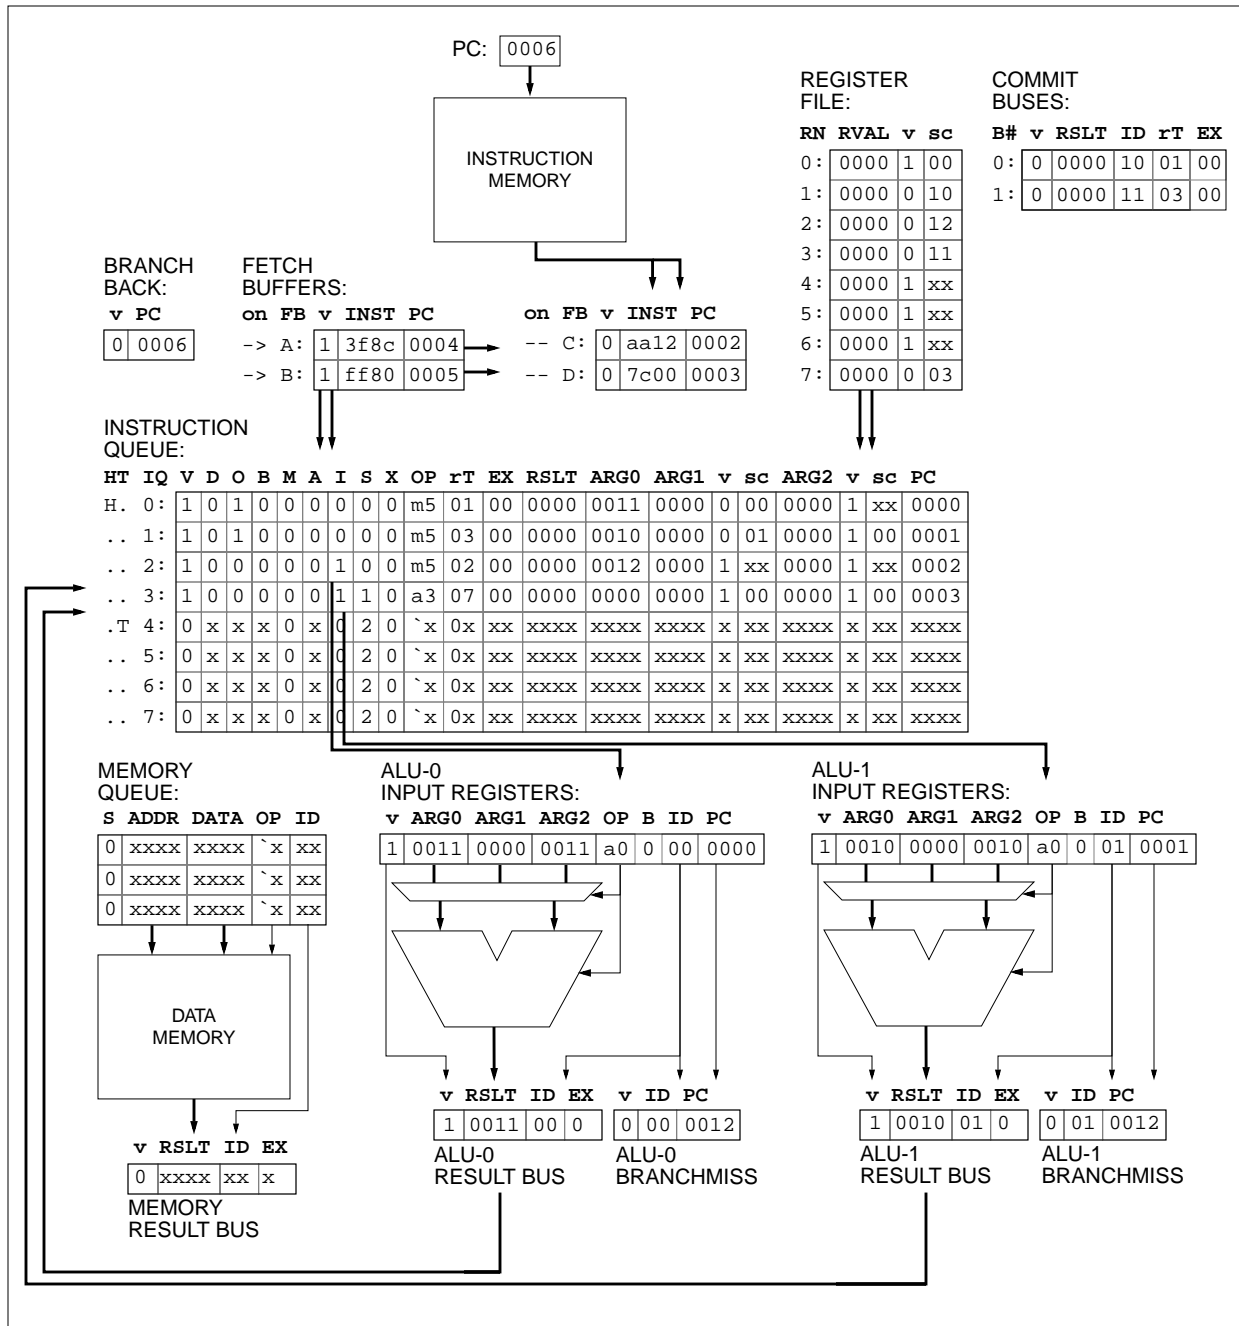 PC: 0006
INSTRUCTION
MEMORY
REGISTER
FILE:
RN RVAL v sc
0: 0000 1 00
1: 0000 0 10
2: 0000 0 12
3: 0000 0 11
4: 0000 1 xx
5: 0000 1 xx
6: 0000 1 xx
7: 0000 0 03
COMMIT
BUSES:
B# v RSLT ID rT EX
0: 0 0000 10 01 00
1: 0 0000 11 03 00
BRANCH
BACK:
v PC
0 0006
FETCH
BUFFERS:
on FB v INST PC
-> A: 1 3f8c 0004
-> B: 1 ff80 0005
on FB v INST PC
-- C: 0 aa12 0002
-- D: 0 7c00 0003
INSTRUCTION
QUEUE:
HT IQ V D O B M A I S X OP rT EX RSLT ARG0 ARG1 v sc ARG2 v sc PC
H. 0: 1 0 1 0 0 0 0 0 0 m5 01 00 0000 0011 0000 0 00 0000 1 xx 0000
.. 1: 1 0 1 0 0 0 0 0 0 m5 03 00 0000 0010 0000 0 01 0000 1 00 0001
.. 2: 1 0 0 0 0 0 1 0 0 m5 02 00 0000 0012 0000 1 xx 0000 1 xx 0002
.. 3: 1 0 0 0 0 0 1 1 0 a3 07 00 0000 0000 0000 1 00 0000 1 00 0003
.T 4: 0 x x x 0 x 0 2 0 `x 0x xx xxxx xxxx xxxx x xx xxxx x xx xxxx
.. 5: 0 x x x 0 x 0 2 0 `x 0x xx xxxx xxxx xxxx x xx xxxx x xx xxxx
.. 6: 0 x x x 0 x 0 2 0 `x 0x xx xxxx xxxx xxxx x xx xxxx x xx xxxx
.. 7: 0 x x x 0 x 0 2 0 `x 0x xx xxxx xxxx xxxx x xx xxxx x xx xxxx
MEMORY
QUEUE:
S ADDR DATA OP ID
0 xxxx xxxx `x xx
0 xxxx xxxx `x xx
0 xxxx xxxx `x xx
DATA
MEMORY
v RSLT ID EX
0 xxxx xx x
MEMORY
RESULT BUS
ALU-0
INPUT REGISTERS:
v ARG0 ARG1 ARG2 OP B ID PC
1 0011 0000 0011 a0 0 00 0000
v RSLT ID EX
1 0011 00 0
ALU-0
RESULT BUS
v ID PC
0 00 0012
ALU-0
BRANCHMISS
ALU-1
INPUT REGISTERS:
v ARG0 ARG1 ARG2 OP B ID PC
1 0010 0000 0010 a0 0 01 0001
v RSLT ID EX
1 0010 01 0
ALU-1
RESULT BUS
v ID PC
0 01 0012
ALU-1
BRANCHMISS